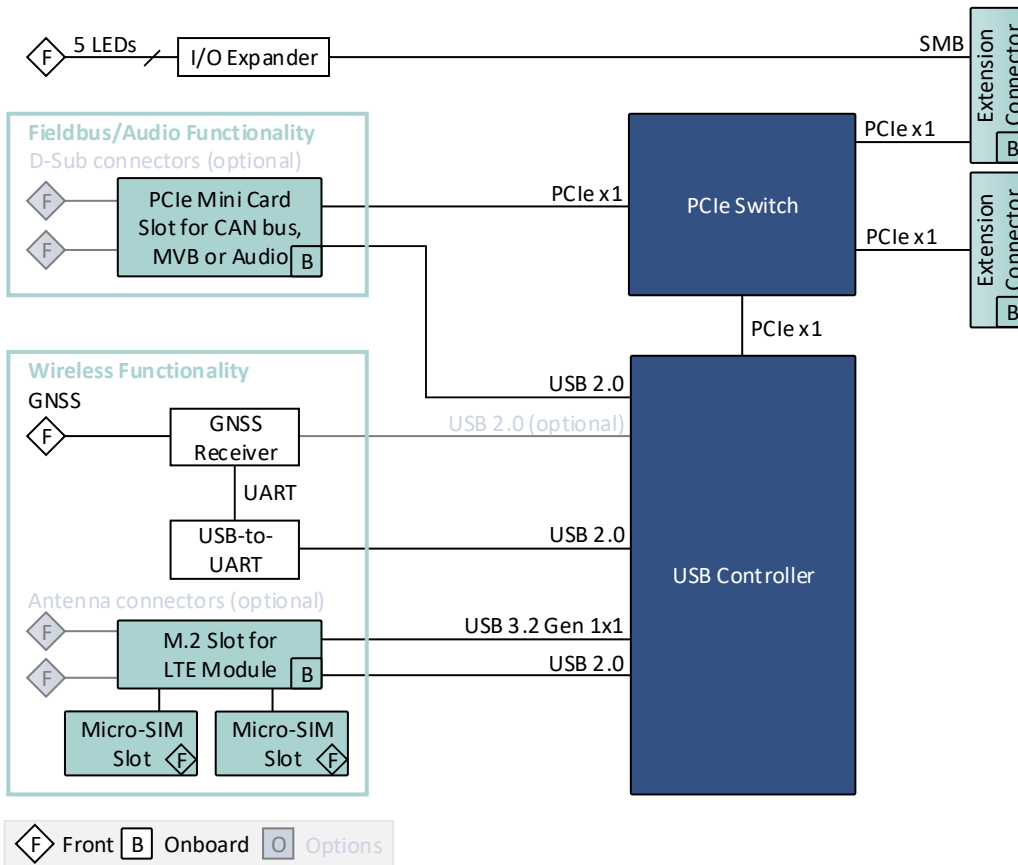 F
5 LEDs
I/O Expander
SMB
Extension
Connector
B
Fieldbus/Audio Functionality
D-Sub connectors (optional)
F
F
PCIe Mini Card
Slot for CAN bus,
MVB or Audio
B
PCIe x1
PCIe Switch
PCIe x1
PCIe x1
Extension
Connector
B
PCIe x1
Wireless Functionality
GNSS
F
GNSS
Receiver
UART
USB-to-
UART
USB 2.0
USB 2.0 (optional)
USB 2.0
USB Controller
Antenna connectors (optional)
F
F
M.2 Slot for
LTE Module
B
USB 3.2 Gen 1x1
USB 2.0
Micro-SIM
Slot
F
Micro-SIM
Slot
F
F Front B Onboard O Options